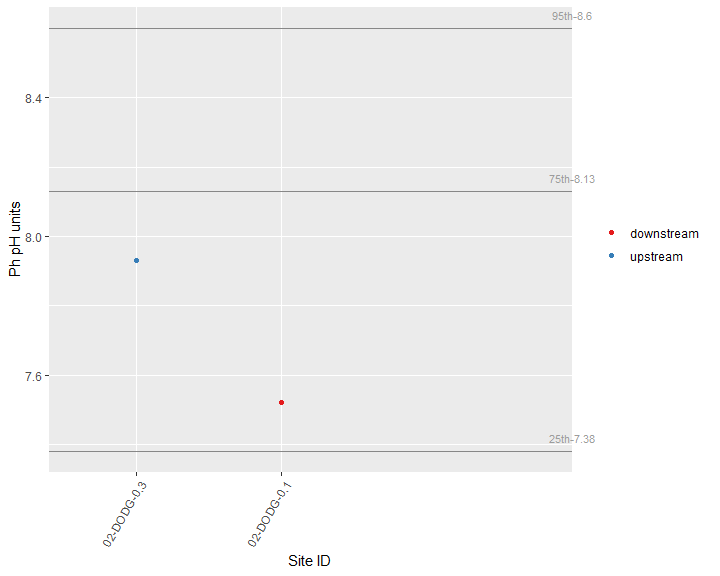 95th-8.6
8.4
75th-8.13
8.0
7.6
25th-7.38
Ph pH units
02-DODG-0.3
02-DODG-0.1
Site ID
downstream
upstream